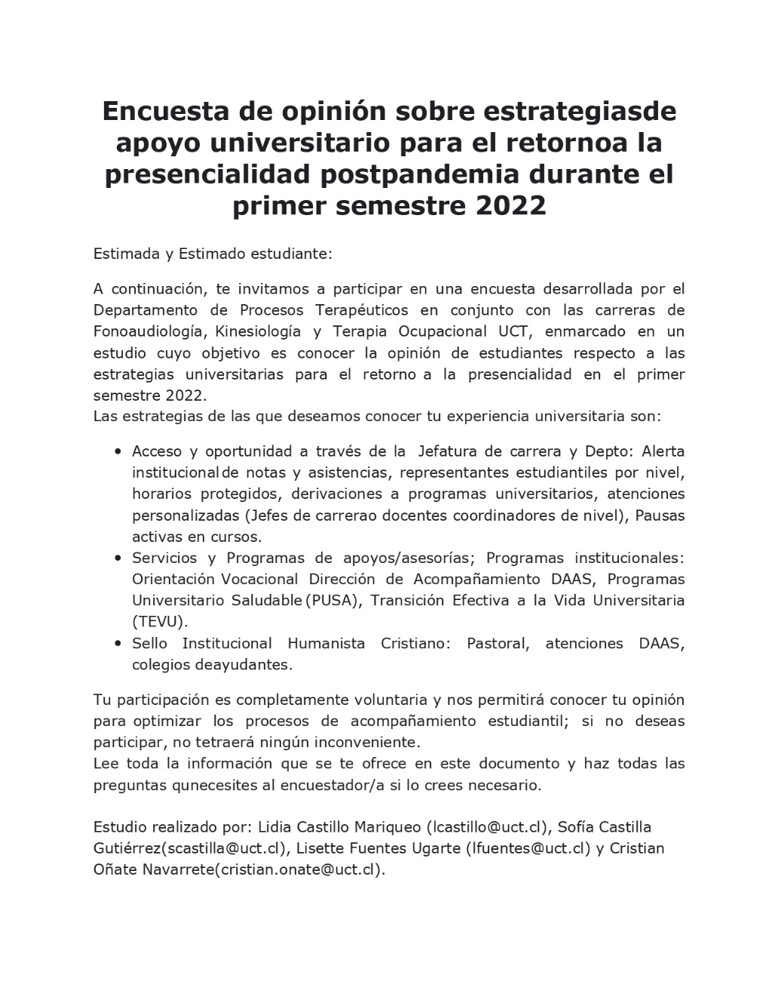 Encuesta de opinión sobre estrategiasde
apoyo universitario para el retornoa la
presencialidad postpandemia durante el
primer semestre 2022
Estimada y Estimado estudiante:
A continuación, te invitamos a participar en una encuesta desarrollada por el
Departamento de Procesos Terapéuticos en conjunto con las carreras de
Fonoaudiología, Kinesiología y Terapia Ocupacional UCT, enmarcado en un
estudio cuyo objetivo es conocer la opinión de estudiantes respecto a las
estrategias universitarias para el retorno a la presencialidad en el primer
semestre 2022.
Las estrategias de las que deseamos conocer tu experiencia universitaria son:
• Acceso y oportunidad a través de la Jefatura de carrera y Depto: Alerta
institucional de notas y asistencias, representantes estudiantiles por nivel,
horarios protegidos, derivaciones a programas universitarios, atenciones
personalizadas (Jefes de carrerao docentes coordinadores de nivel), Pausas
activas en cursos.
• Servicios y Programas de apoyos/asesorías; Programas institucionales:
Orientación Vocacional Dirección de Acompañamiento DAAS, Programas
Universitario Saludable (PUSA), Transición Efectiva a la Vida Universitaria
(TEVU).
• Sello Institucional Humanista Cristiano: Pastoral, atenciones DAAS,
colegios deayudantes.
Tu participación es completamente voluntaria y nos permitirá conocer tu opinión
para optimizar los procesos de acompañamiento estudiantil; si no deseas
participar, no tetraerá ningún inconveniente.
Lee toda la información que se te ofrece en este documento y haz todas las
preguntas qunecesites al encuestador/a si lo crees necesario.
Estudio realizado por: Lidia Castillo Mariqueo (lcastillo@uct.cl), Sofía Castilla
Gutiérrez(scastilla@uct.cl), Lisette Fuentes Ugarte (lfuentes@uct.cl) y Cristian
Oñate Navarrete(cristian.onate@uct.cl).